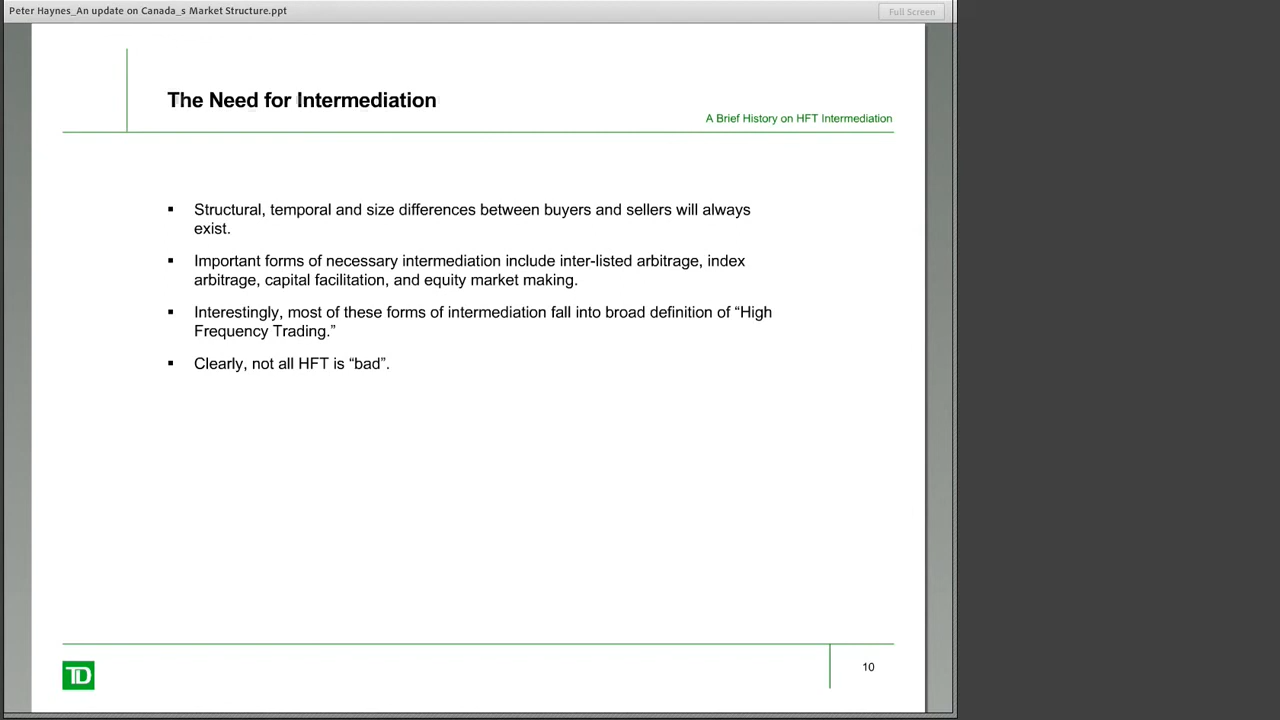 Peter Haynes_An update on Canada_s Market Structure.ppt
Full Screen
The Need for Intermediation
A Brief History on HFT Intermediation
▪ Structural, temporal and size differences between buyers and sellers will always
exist.
▪ Important forms of necessary intermediation include inter-listed arbitrage, index
arbitrage, capital facilitation, and equity market making.
▪ Interestingly, most of these forms of intermediation fall into broad definition of “High
Frequency Trading.”
▪ Clearly, not all HFT is “bad”.
TD
10